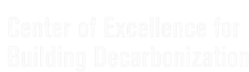 Center of Excellence for
Building Decarbonization